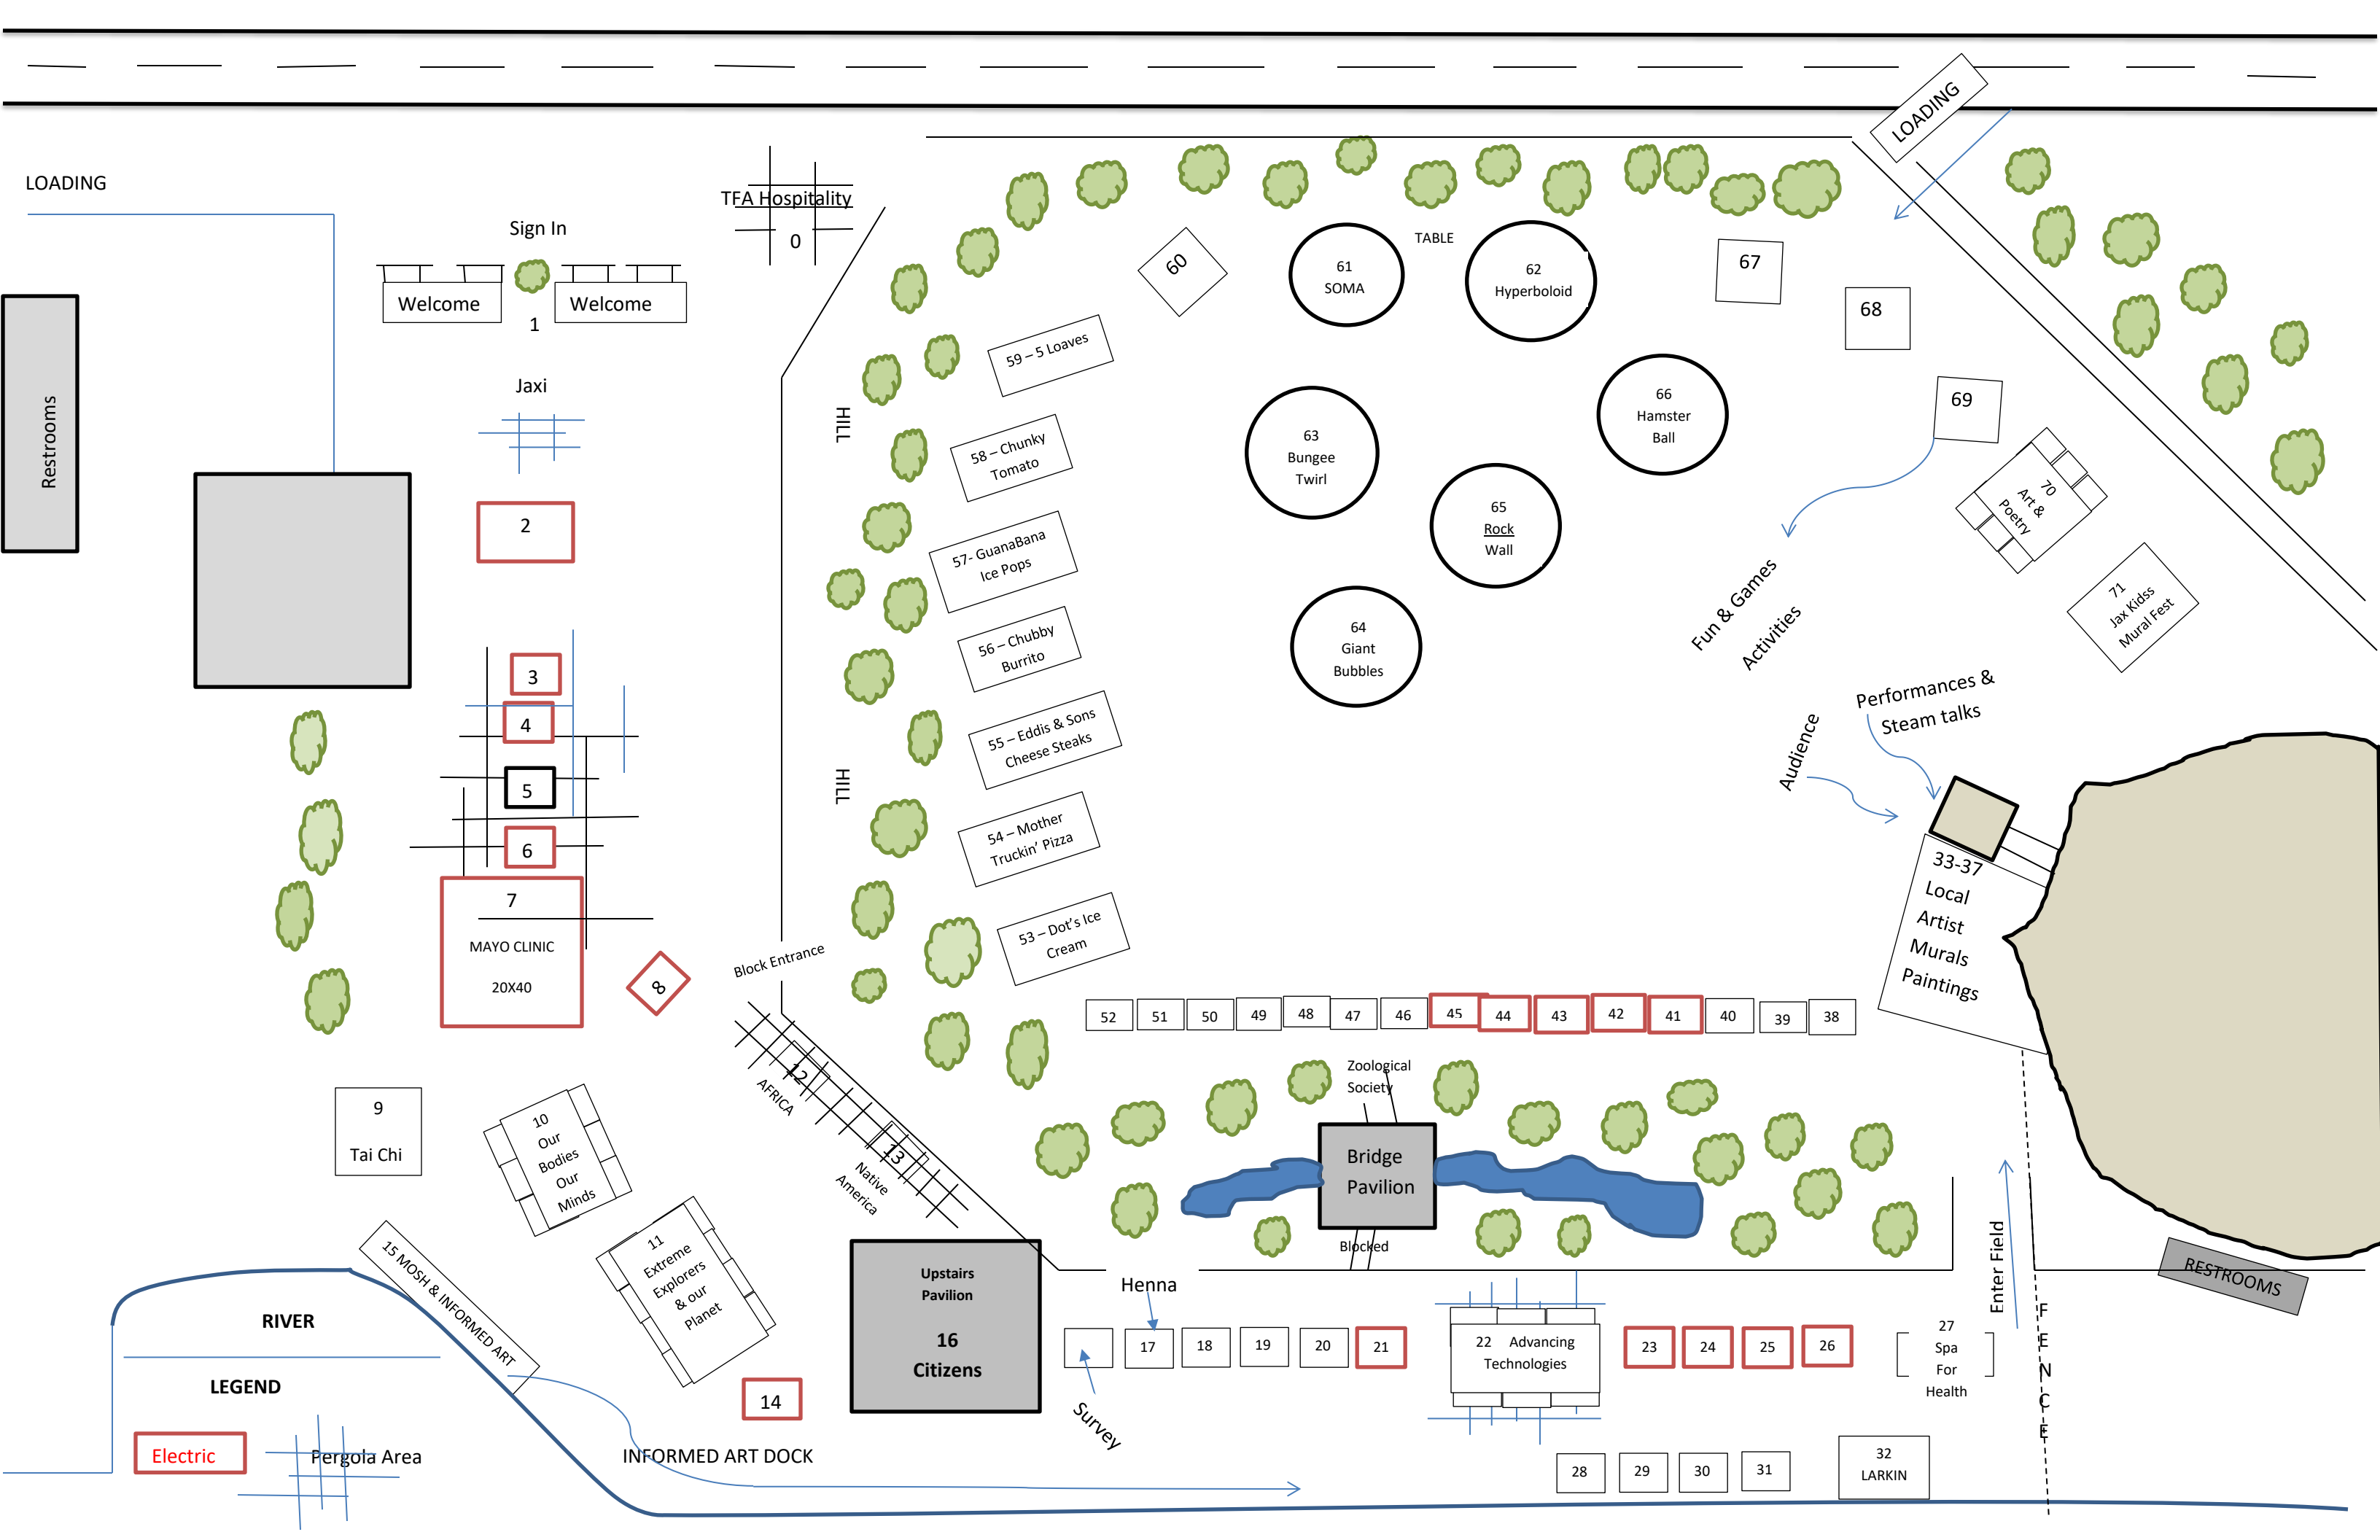 LOADING
LOADING
TFA Hospitality
0
Sign In
Welcome
Welcome
1
Jaxi
Restrooms
2
3
4
5
6
7
MAYO CLINIC
20X40
8
Block Entrance
HILL
HILL
59 – 5 Loaves
58 – Chunky
Tomato
57- GuanaBana
Ice Pops
56 – Chubby
Burrito
55 – Eddis & Sons
Cheese Steaks
54 – Mother
Truckin' Pizza
53 – Dot's Ice
Cream
60
61
SOMA
TABLE
62
Hyperboloid
63
Bungee
Twirl
64
Giant
Bubbles
65
Rock
Wall
66
Hamster
Ball
67
68
69
70
Art &
Poetry
71
Jax Kidss
Mural Fest
Fun & Games
Activities
Performances &
Steam talks
Audience
33-37
Local
Artist
Murals
Paintings
52
51
50
49
48
47
46
45
44
43
42
41
40
39
38
Zoological
Society
Bridge
Pavilion
Blocked
9
Tai Chi
10
Our
Bodies
Our
Minds
11
Extreme
Explorers
& our
Planet
12
AFRICA
13
Native
America
14
15 MOSH & INFORMED ART
Upstairs
Pavilion
16
Citizens
Henna
Survey
17
18
19
20
21
22 Advancing
Technologies
23
24
25
26
27
Spa
For
Health
Enter Field
FENCE
RESTROOMS
28
29
30
31
32
LARKIN
RIVER
LEGEND
Electric
Pergola Area
INFORMED ART DOCK